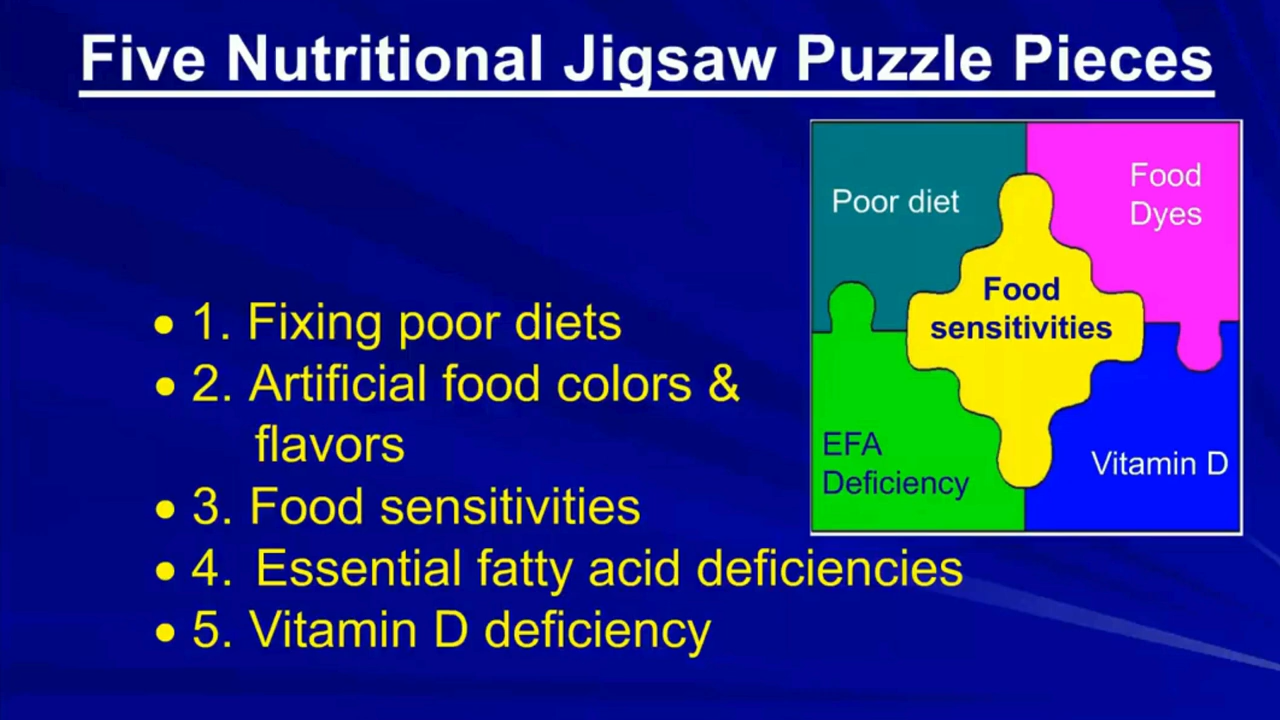 Five Nutritional Jigsaw Puzzle Pieces
Poor diet
Food
Dyes
Food
sensitivities
EFA
Deficiency
Vitamin D
• 1. Fixing poor diets
• 2. Artificial food colors &
flavors
• 3. Food sensitivities
• 4. Essential fatty acid deficiencies
• 5. Vitamin D deficiency